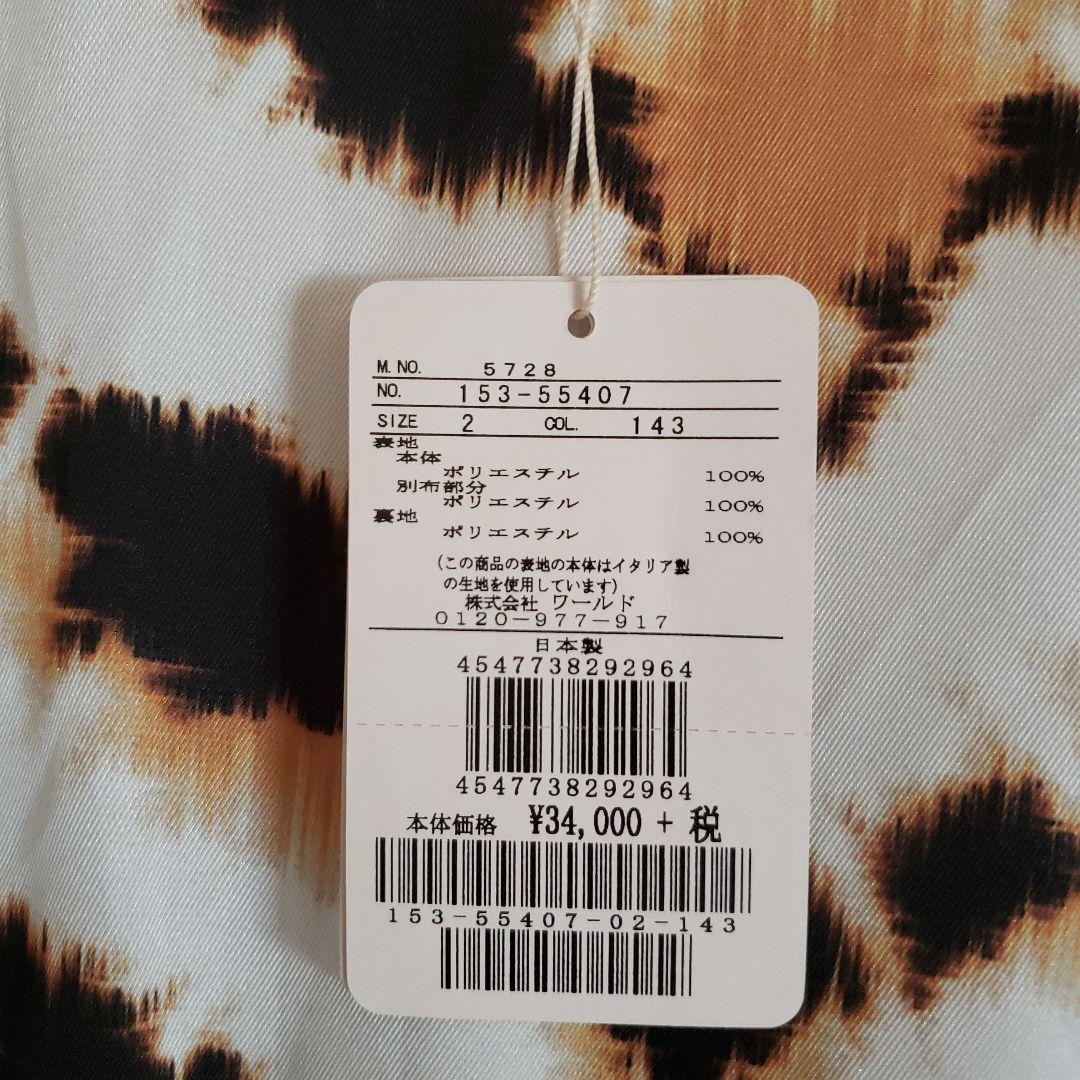 M. NO. 5728
NO. 153-55407
SIZE 2 COL. 143
表地
本体
ポリエステル 100%
別布部分
ポリエステル 100%
裏地
ポリエステル 100%
(この商品の表地の本体はイタリア製
の生地を使用しています)
株式会社 ワールド
0120-977-917
日本製
4547738292964
4547738292964
本体価格 ¥34,000 + 税
153-55407-02-143